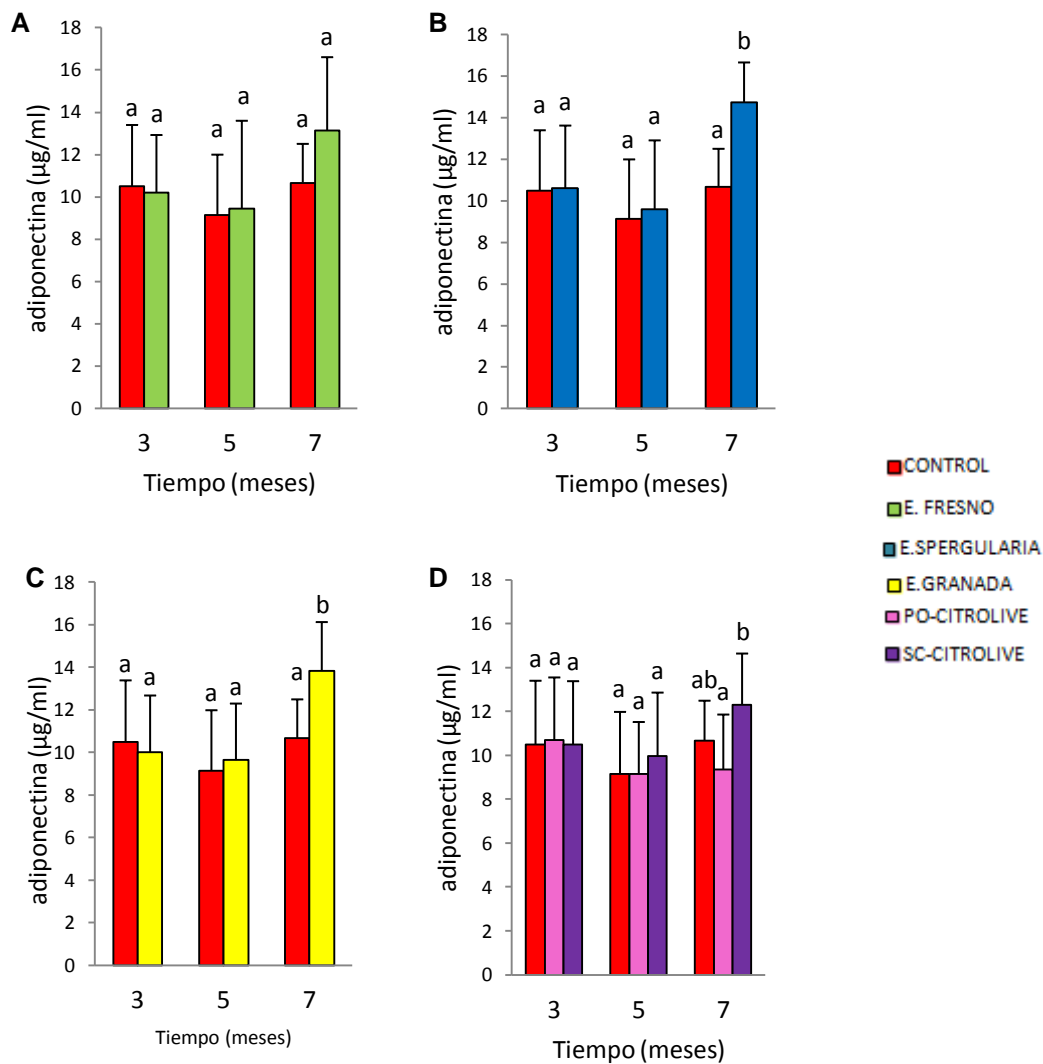 A
adiponectina (µg/ml)
18
16
14
12
10
8
6
4
2
0
a a a a a a
3 5 7
Tiempo (meses)
B
adiponectina (µg/ml)
18
16
14
12
10
8
6
4
2
0
a a a a a b
3 5 7
Tiempo (meses)
CONTROL
E. FRESNO
E.SPERGULARIA
E.GRANADA
PO-CITROLIVE
SC-CITROLIVE
C
adiponectina (µg/ml)
18
16
14
12
10
8
6
4
2
0
a a a a a b
3 5 7
Tiempo (meses)
D
adiponectina (µg/ml)
18
16
14
12
10
8
6
4
2
0
a a a a a a ab a b
3 5 7
Tiempo (meses)